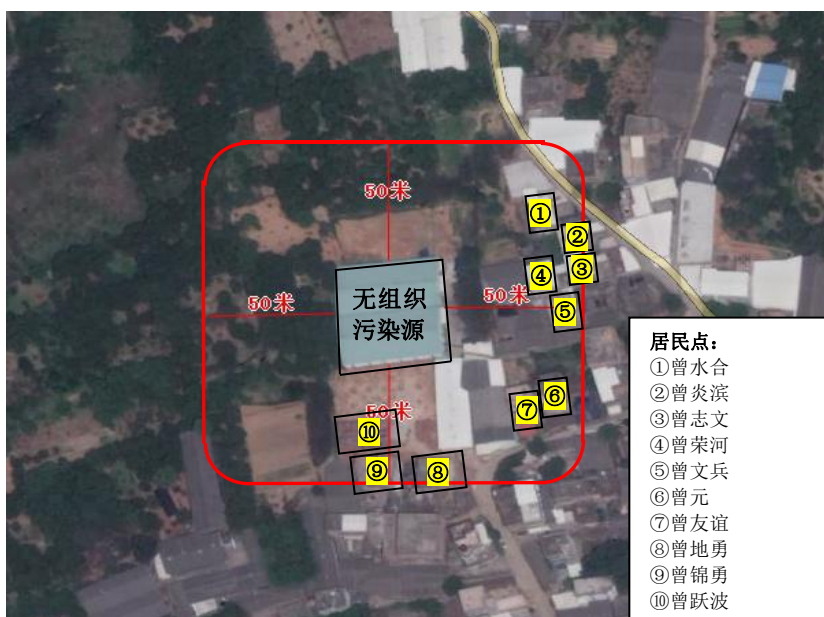 50米
①
②
③
④
无组织
污染源
50米
50米
⑤
50米
⑥
⑦
⑩
⑨
⑧
居民点：
①曾水合
②曾炎滨
③曾志文
④曾荣河
⑤曾文兵
⑥曾元
⑦曾友谊
⑧曾地勇
⑨曾锦勇
⑩曾跃波